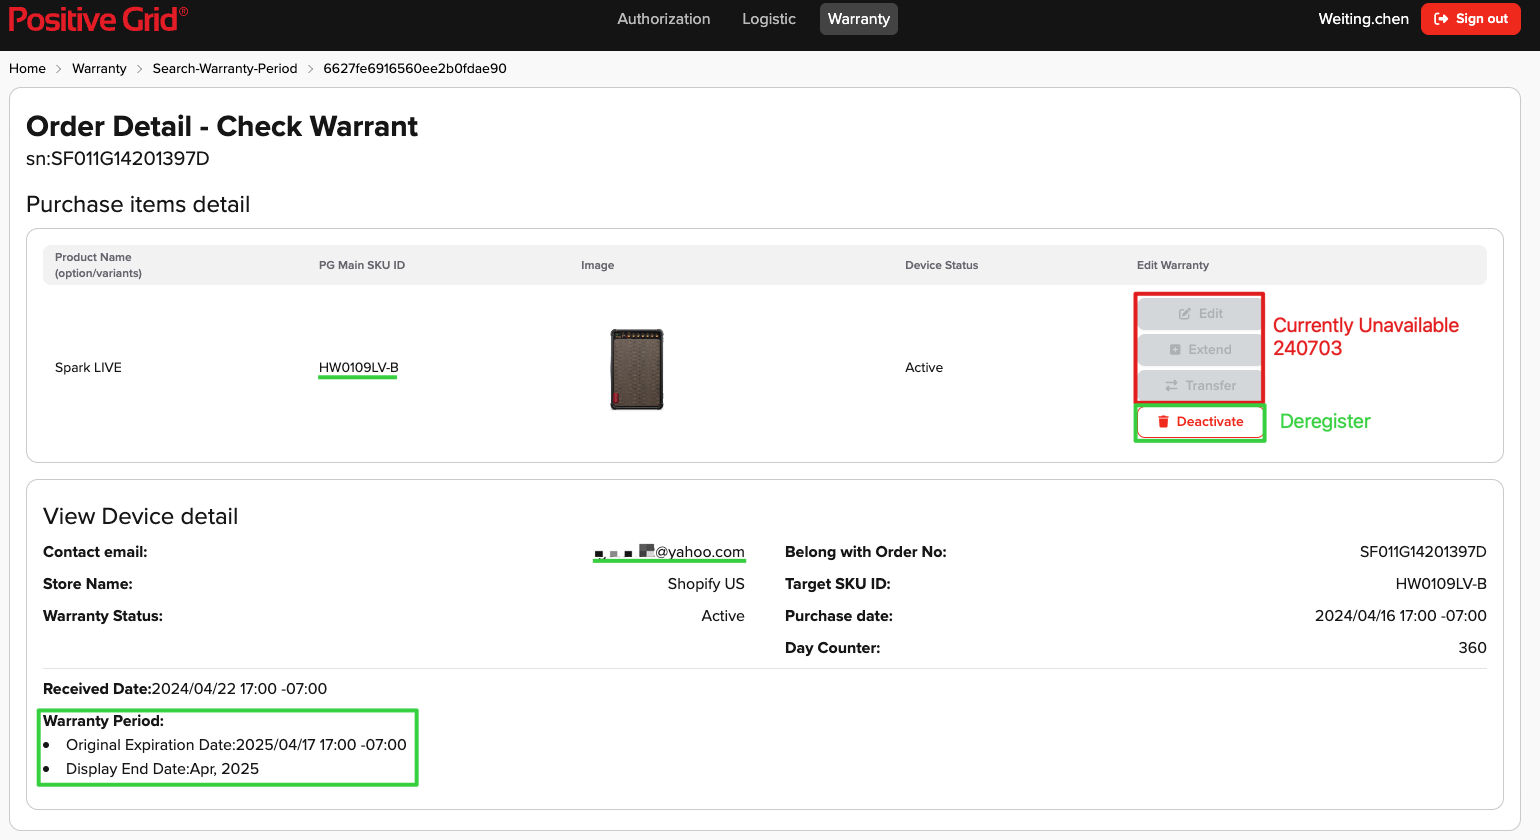 Positive Grid®
Authorization Logistic Warranty
Weiting.chen Sign out
Home > Warranty > Search-Warranty-Period > 6627fe6916560ee2b0fdae90
Order Detail - Check Warrant
sn:SF011G14201397D
Purchase items detail
Product Name
(option/variants)
PG Main SKU ID
Image
Device Status
Edit Warranty
Spark LIVE
HW0109LV-B
Active
Edit
Extend
Transfer
Deactivate
Currently Unavailable
240703
Deregister
View Device detail
Contact email: @yahoo.com
Store Name: Shopify US
Warranty Status: Active
Belong with Order No: SF011G14201397D
Target SKU ID: HW0109LV-B
Purchase date: 2024/04/16 17:00 -07:00
Day Counter: 360
Received Date:2024/04/22 17:00 -07:00
Warranty Period:
• Original Expiration Date:2025/04/17 17:00 -07:00
• Display End Date:Apr, 2025